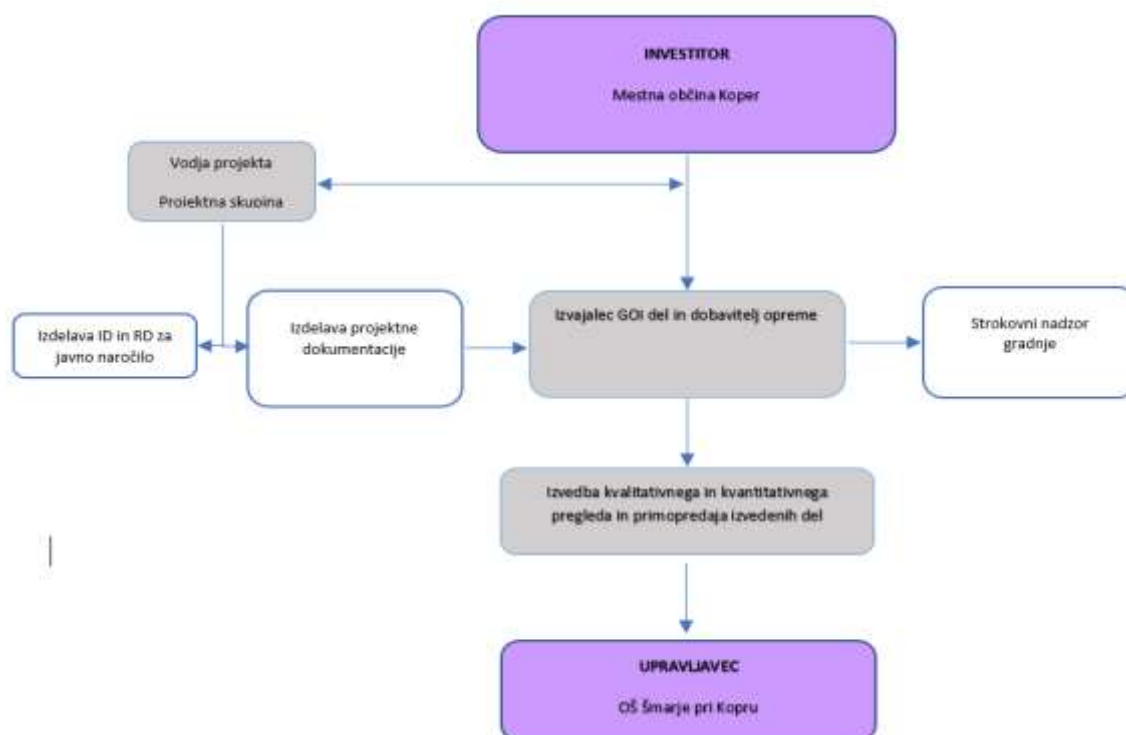 INVESTITOR
Mestna občina Koper
Vodja projekta
Projektna skupina
Izdelava ID in RD za
javno naročilo
Izdelava projektne
dokumentacije
Izvajalec GOI del in dobavitelj opreme
Strokovni nadzor
gradnje
Izvedba kvalitativnega in kvantitativnega
pregleda in primopredaja izvedenih del
UPRAVLJAVEC
OŠ Šmarje pri Kopru